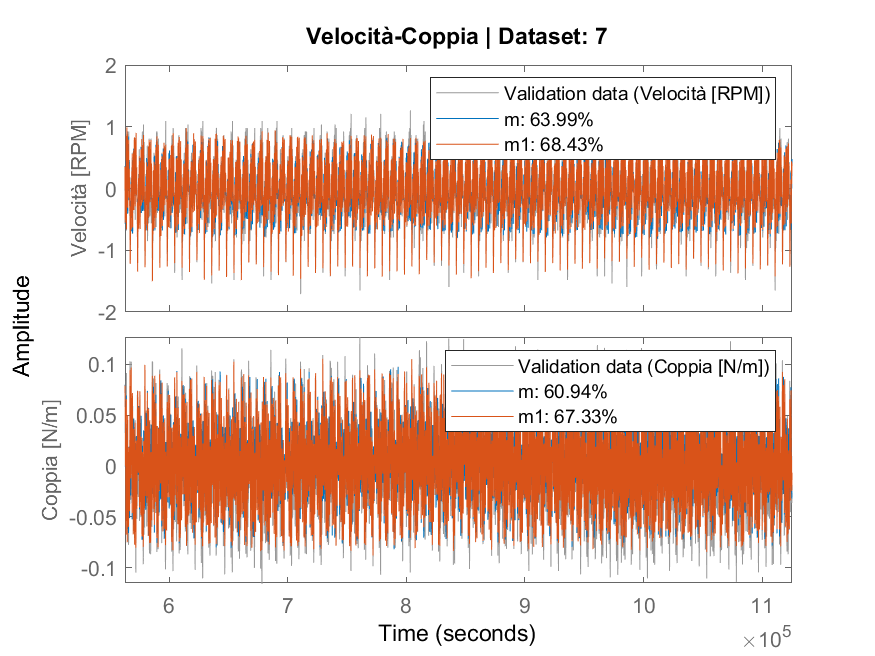 Velocità-Coppia | Dataset: 7
2
1
0
-1
-2
Velocità [RPM]
Validation data (Velocità [RPM])
m: 63.99%
m1: 68.43%
Amplitude
0.1
0.05
0
-0.05
-0.1
Coppia [N/m]
Validation data (Coppia [N/m])
m: 60.94%
m1: 67.33%
6 7 8 9 10 11
Time (seconds)
×10⁵